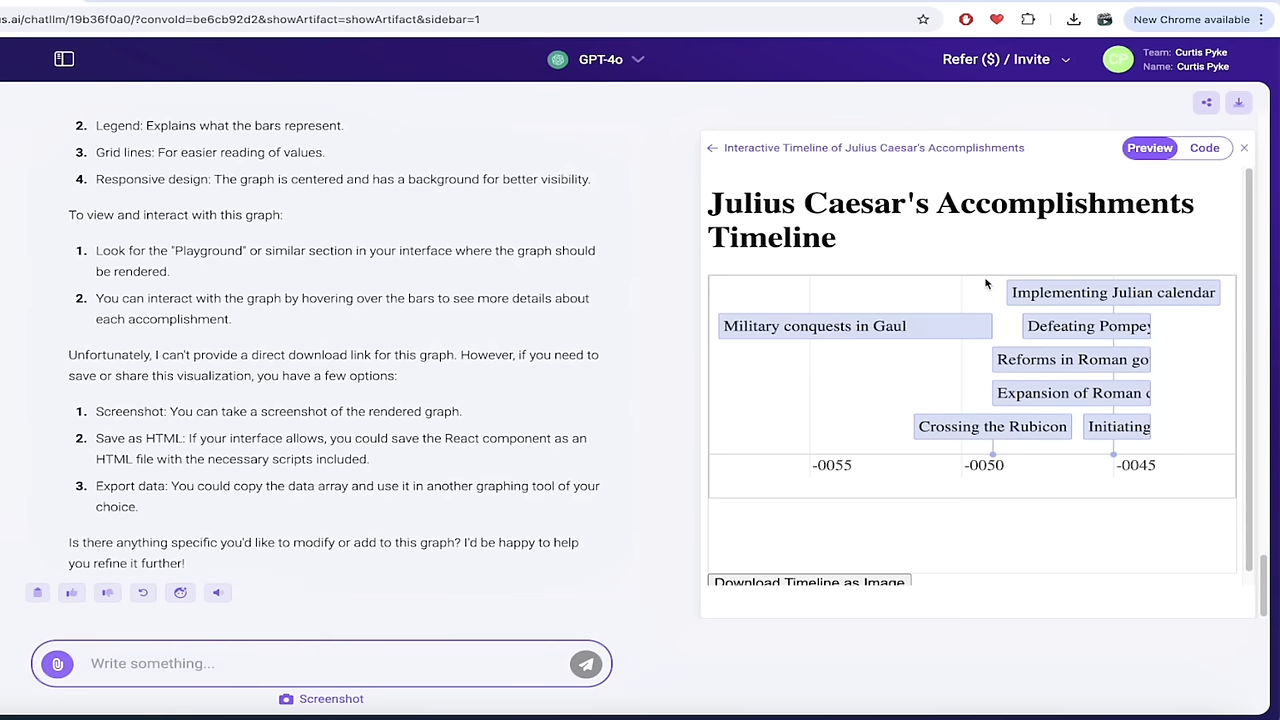 s.ai/chatllm/19b36f0a0/?convoId=be6cb92d2&showArtifact=showArtifact&sidebar=1
New Chrome available
GPT-4o
Refer ($) / Invite
CP
Team: Curtis Pyke
Name: Curtis Pyke
2. Legend: Explains what the bars represent.
3. Grid lines: For easier reading of values.
4. Responsive design: The graph is centered and has a background for better visibility.
To view and interact with this graph:
1. Look for the "Playground" or similar section in your interface where the graph should
be rendered.
2. You can interact with the graph by hovering over the bars to see more details about
each accomplishment.
Unfortunately, I can't provide a direct download link for this graph. However, if you need to
save or share this visualization, you have a few options:
1. Screenshot: You can take a screenshot of the rendered graph.
2. Save as HTML: If your interface allows, you could save the React component as an
HTML file with the necessary scripts included.
3. Export data: You could copy the data array and use it in another graphing tool of your
choice.
Is there anything specific you'd like to modify or add to this graph? I'd be happy to help
you refine it further!
Write something...
Screenshot
Interactive Timeline of Julius Caesar's Accomplishments
Preview
Code
Julius Caesar's Accomplishments
Timeline
Implementing Julian calendar
Military conquests in Gaul
Defeating Pompey
Reforms in Roman go
Expansion of Roman c
Crossing the Rubicon
Initiating
-0055
-0050
-0045
Download Timeline as Image